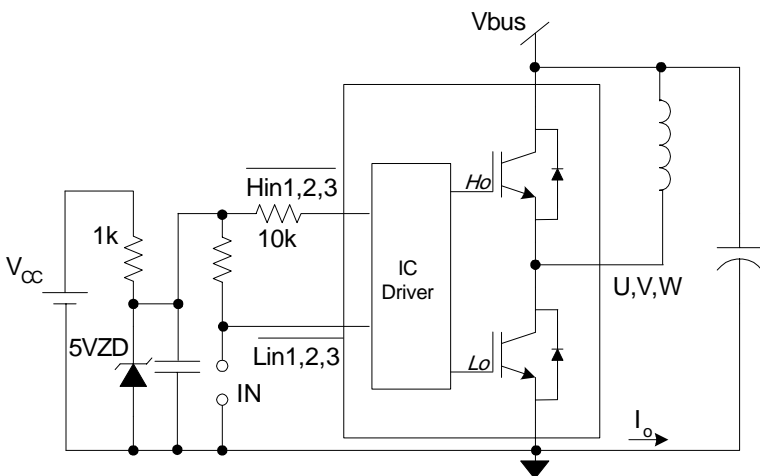 Vbus
Hin1,2,3
Ho
1k
10k
IC
Driver
VCC
U,V,W
5VZD
Lin1,2,3
Lo
IN
Io